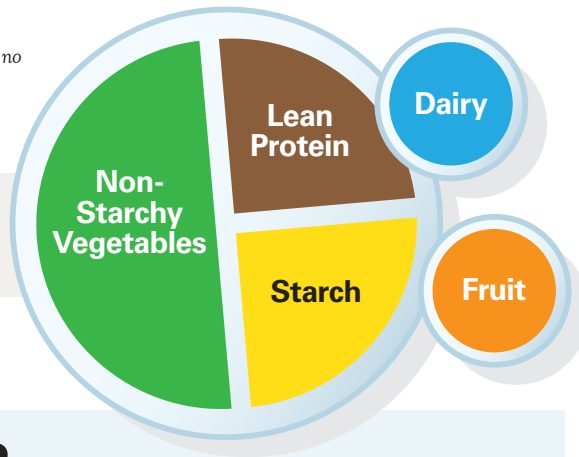 no
Lean
Protein
Dairy
Non-
Starchy
Vegetables
Starch
Fruit